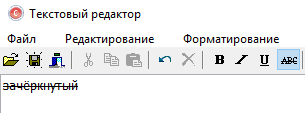 Текстовый редактор
Файл Редактирование Форматирование
B I U ABC
зачёркнутый